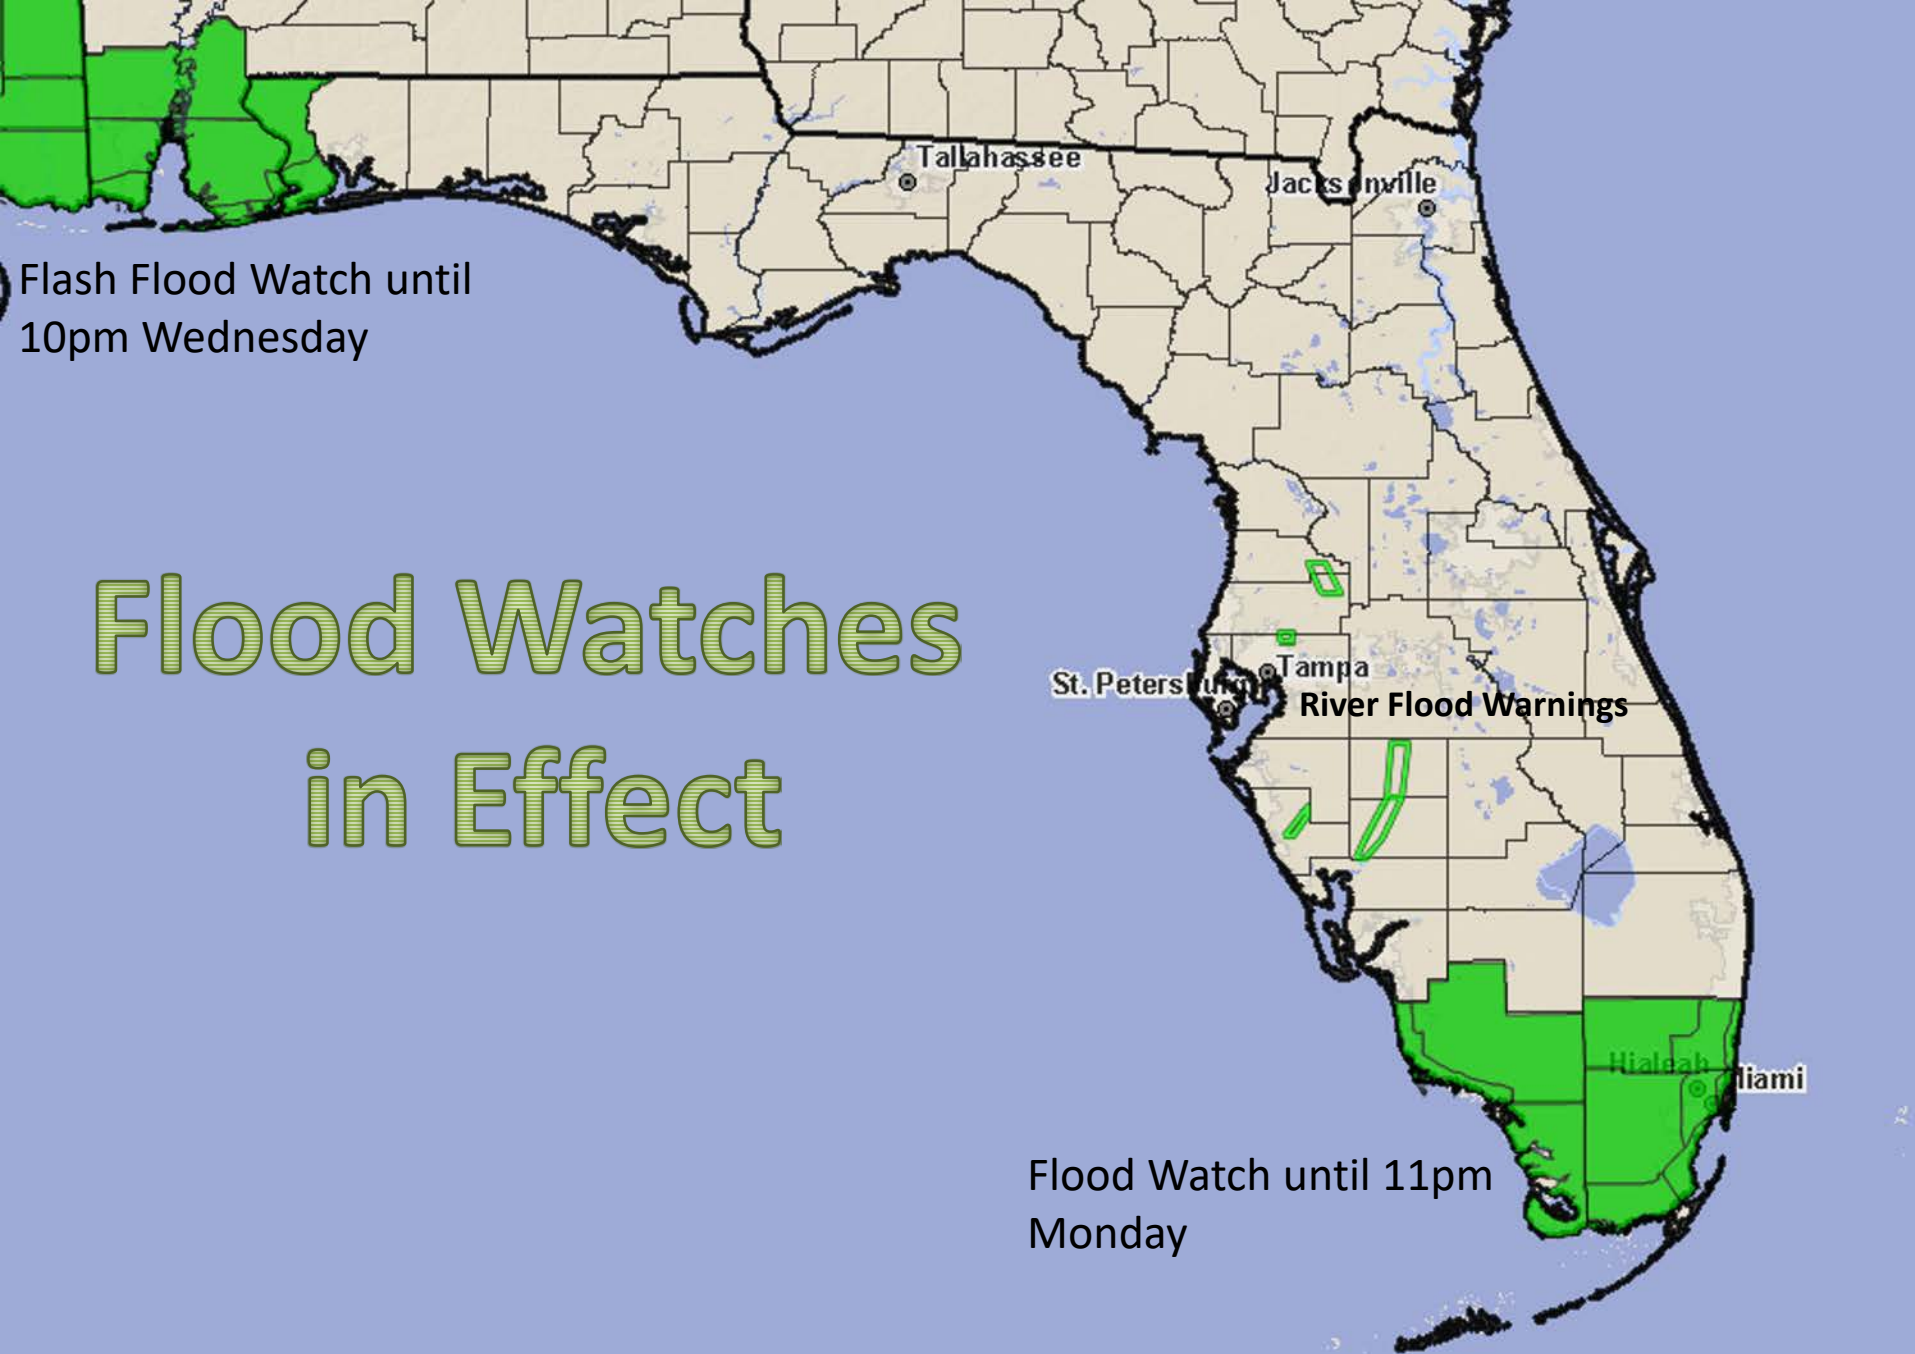 Tallahassee
Jacksonville
Flash Flood Watch until
10pm Wednesday
Flood Watches
in Effect
Tampa
St. Petersburg
River Flood Warnings
Hialeah
Miami
Flood Watch until 11pm
Monday